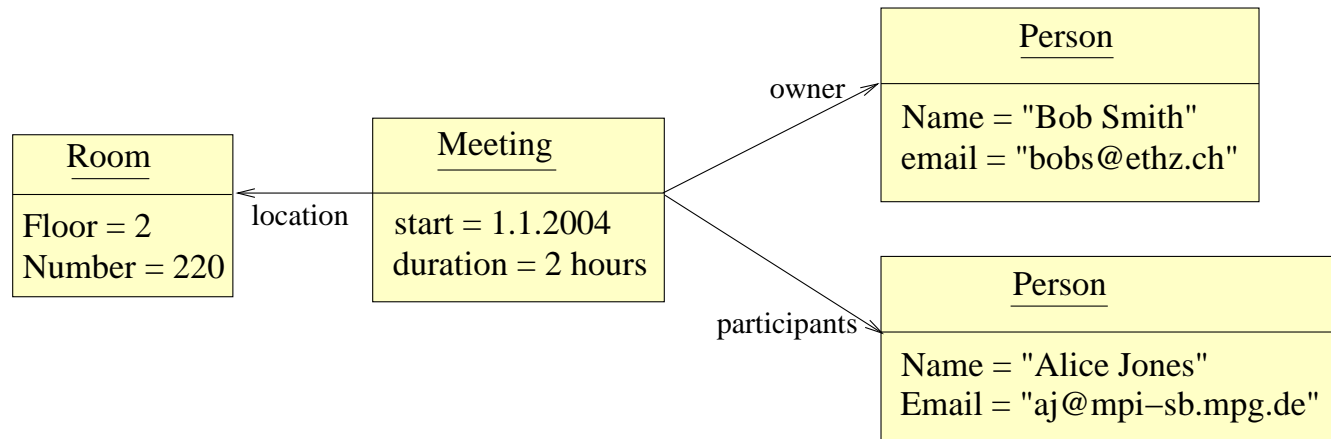 Room
Floor = 2
Number = 220
location
Meeting
start = 1.1.2004
duration = 2 hours
owner
Person
Name = "Bob Smith"
email = "bobs@ethz.ch"
participants
Person
Name = "Alice Jones"
Email = "aj@mpi−sb.mpg.de"